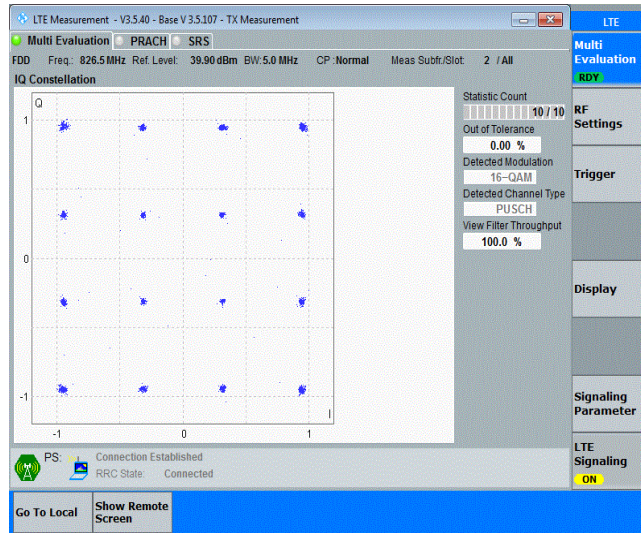 LTE Measurement - V3.5.40 - Base V 3.5.107 - TX Measurement
LTE
Multi Evaluation PRACH SRS
FDD Freq.: 826.5 MHz Ref. Level: 39.90 dBm BW: 5.0 MHz CP : Normal Meas Subfr./Slot: 2 / All
IQ Constellation
Q
1
0
-1
I
-1 0 1
Statistic Count
10 / 10
Out of Tolerance
0.00 %
Detected Modulation
16-QAM
Detected Channel Type
PUSCH
View Filter Throughput
100.0 %
Multi
Evaluation
RDY
RF
Settings
Trigger
Display
Signaling
Parameter
LTE
Signaling
ON
PS: Connection Established
RRC State: Connected
Go To Local
Show Remote
Screen